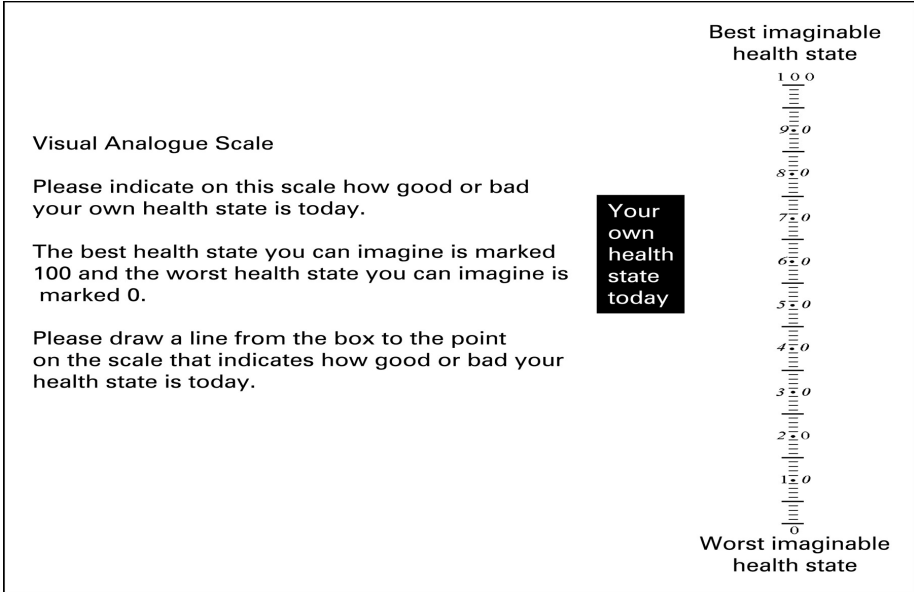 Visual Analogue Scale
Please indicate on this scale how good or bad
your own health state is today.
The best health state you can imagine is marked
100 and the worst health state you can imagine is
marked 0.
Please draw a line from the box to the point
on the scale that indicates how good or bad your
health state is today.
Your
own
health
state
today
Best imaginable
health state
100
90
80
70
60
50
40
30
20
10
0
Worst imaginable
health state